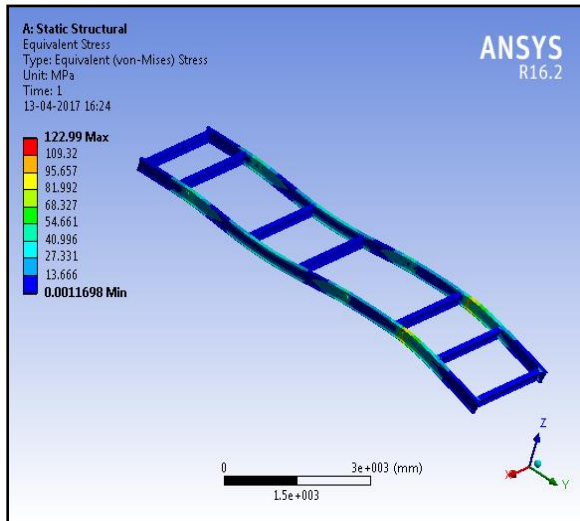 A: Static Structural
Equivalent Stress
Type: Equivalent (von-Mises) Stress
Unit: MPa
Time: 1
13-04-2017 16:24
ANSYS
R16.2
122.99 Max
109.32
95.657
81.992
68.327
54.661
40.996
27.331
13.666
0.0011698 Min
0
3e+003 (mm)
1.5e+003
Z
X
Y